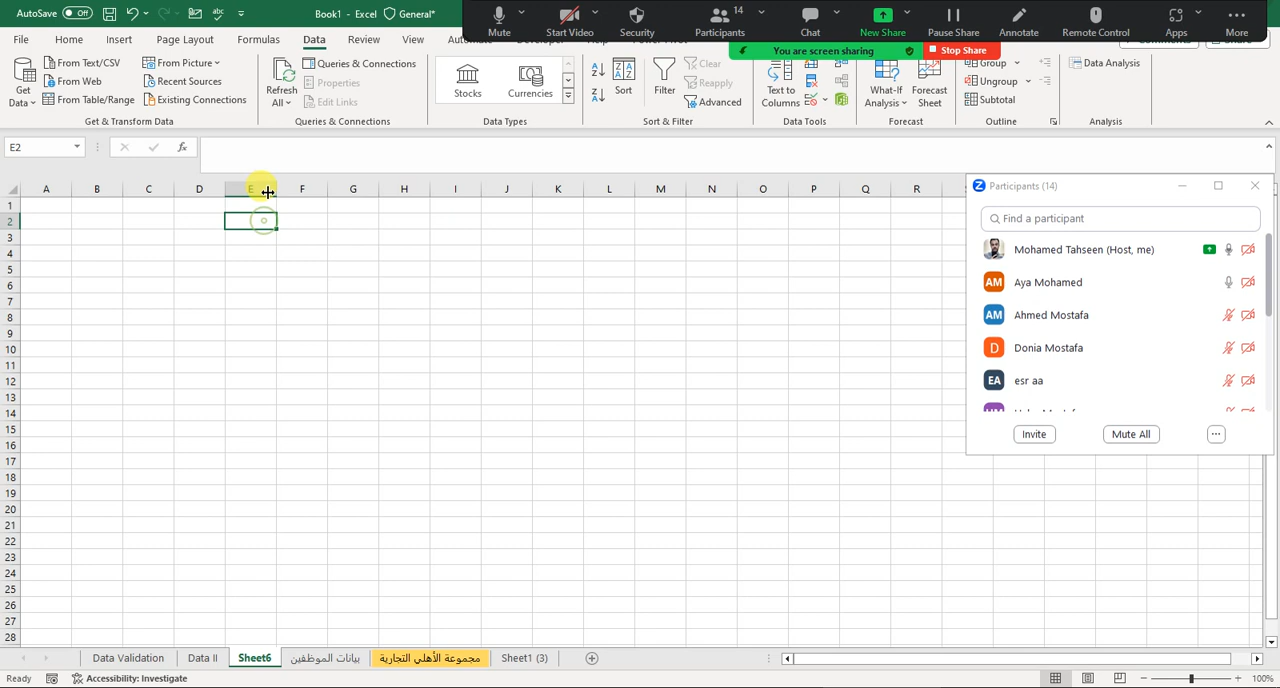 AutoSave Off Book1 - Excel General*
Mute Start Video Security Participants 14 Chat New Share Pause Share Annotate Remote Control Apps More
You are screen sharing Stop Share
File Home Insert Page Layout Formulas Data Review View
Get Data
From Text/CSV
From Web
From Table/Range
From Picture
Recent Sources
Existing Connections
Get & Transform Data
Refresh All
Queries & Connections
Properties
Edit Links
Queries & Connections
Stocks Currencies
Data Types
Sort
Filter
Clear
Reapply
Advanced
Sort & Filter
Text to Columns
Data Tools
What-If Analysis
Forecast Sheet
Forecast
Group
Ungroup
Subtotal
Outline
Data Analysis
Analysis
E2 fx
A B C D E F G H I J K L M N O P Q R
1
2
3
4
5
6
7
8
9
10
11
12
13
14
15
16
17
18
19
20
21
22
23
24
25
26
27
28
Participants (14)
Find a participant
Mohamed Tahseen (Host, me)
AM Aya Mohamed
AM Ahmed Mostafa
D Donia Mostafa
EA esr aa
Invite Mute All ...
Data Validation Data II Sheet6 بيانات الموظفين مجموعة الأهلي التجارية Sheet1 (3)
Ready Accessibility: Investigate 100%